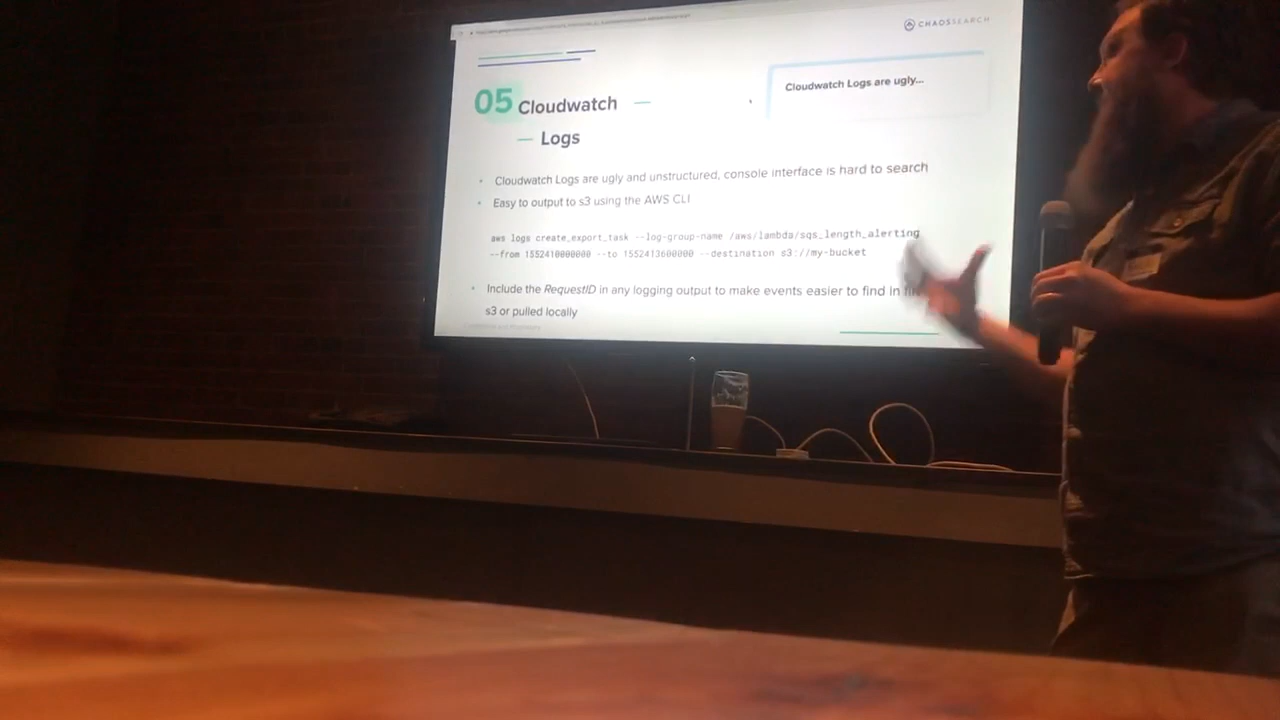 CHAOSSEARCH
05 Cloudwatch
Logs
Cloudwatch Logs are ugly...
Cloudwatch Logs are ugly and unstructured, console interface is hard to search
Easy to output to s3 using the AWS CLI
aws logs create_export_task --log-group-name /aws/lambda/sqs_length_alerting
--from 1552410000000 --to 1552413600000 --destination s3://my-bucket
Include the RequestID in any logging output to make events easier to find in
s3 or pulled locally